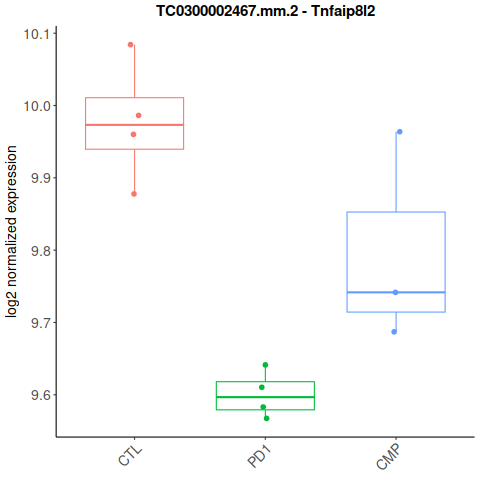 TC0300002467.mm.2 - Tnfaip8l2
log2 normalized expression
10.1
10.0
9.9
9.8
9.7
9.6
CTL
PD1
CMP